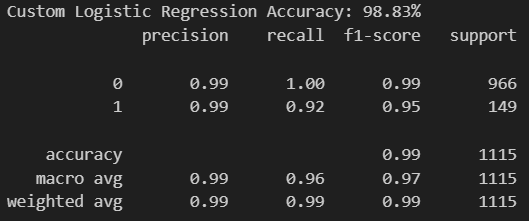 Custom Logistic Regression Accuracy: 98.83%
precision recall f1-score support
0 0.99 1.00 0.99 966
1 0.99 0.92 0.95 149
accuracy 0.99 1115
macro avg 0.99 0.96 0.97 1115
weighted avg 0.99 0.99 0.99 1115